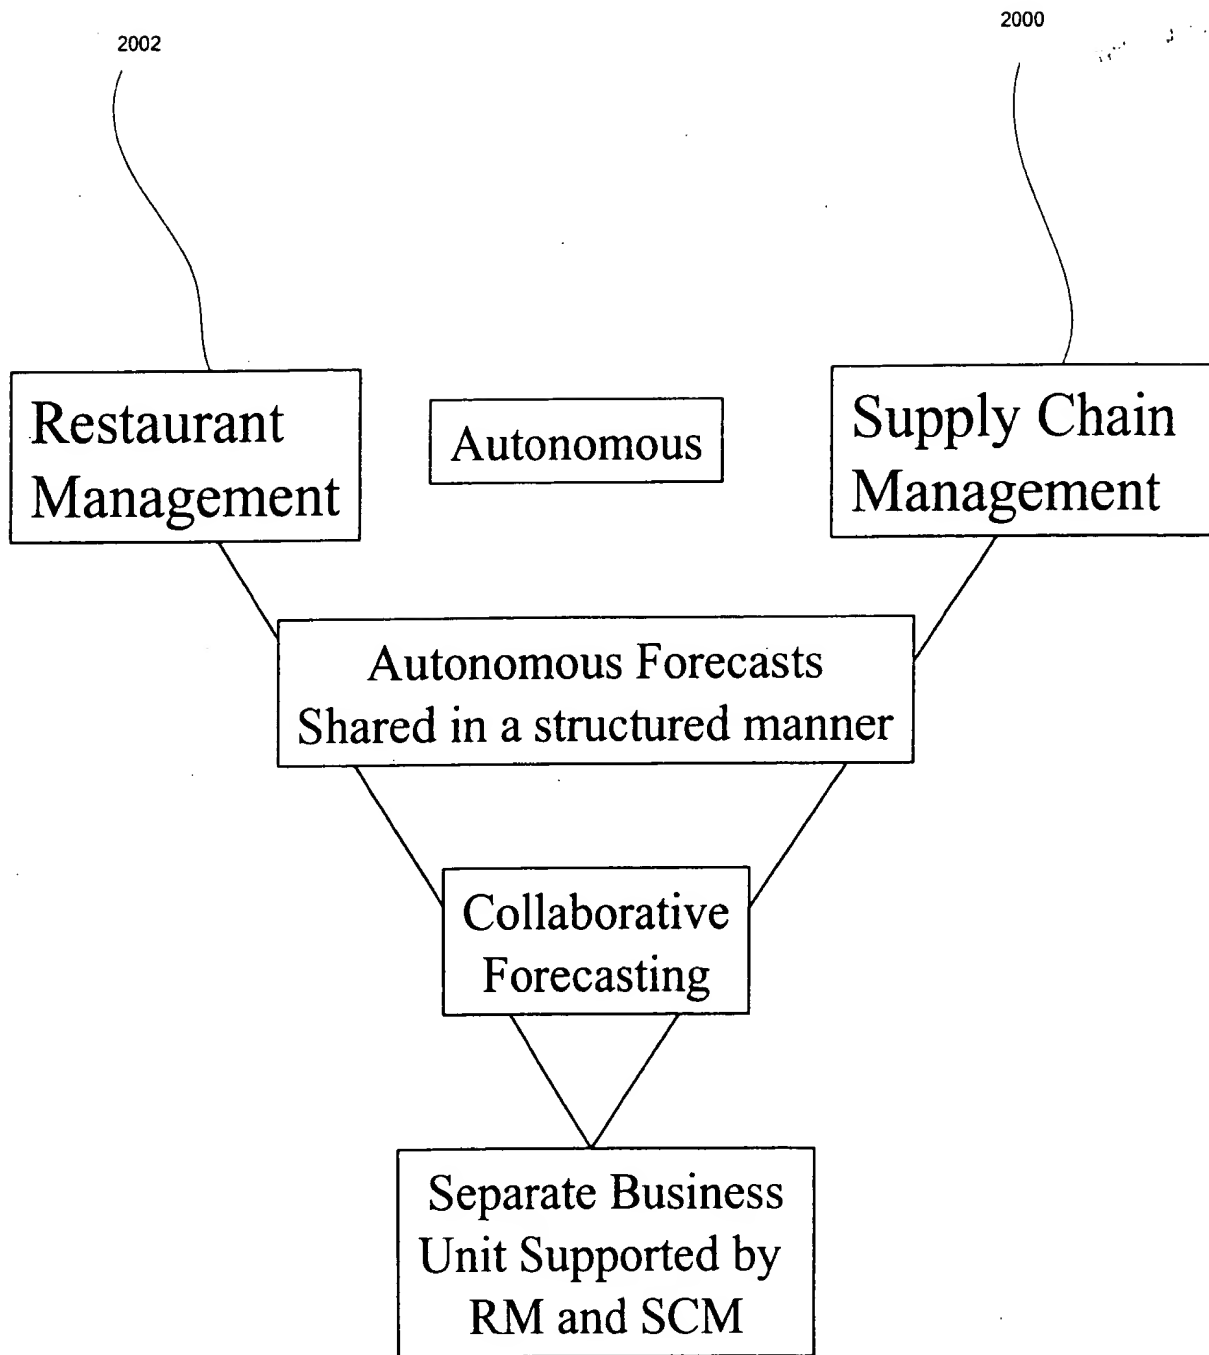 2002
2000
Restaurant
Management
Autonomous
Supply Chain
Management
Autonomous Forecasts
Shared in a structured manner
Collaborative
Forecasting
Separate Business
Unit Supported by
RM and SCM